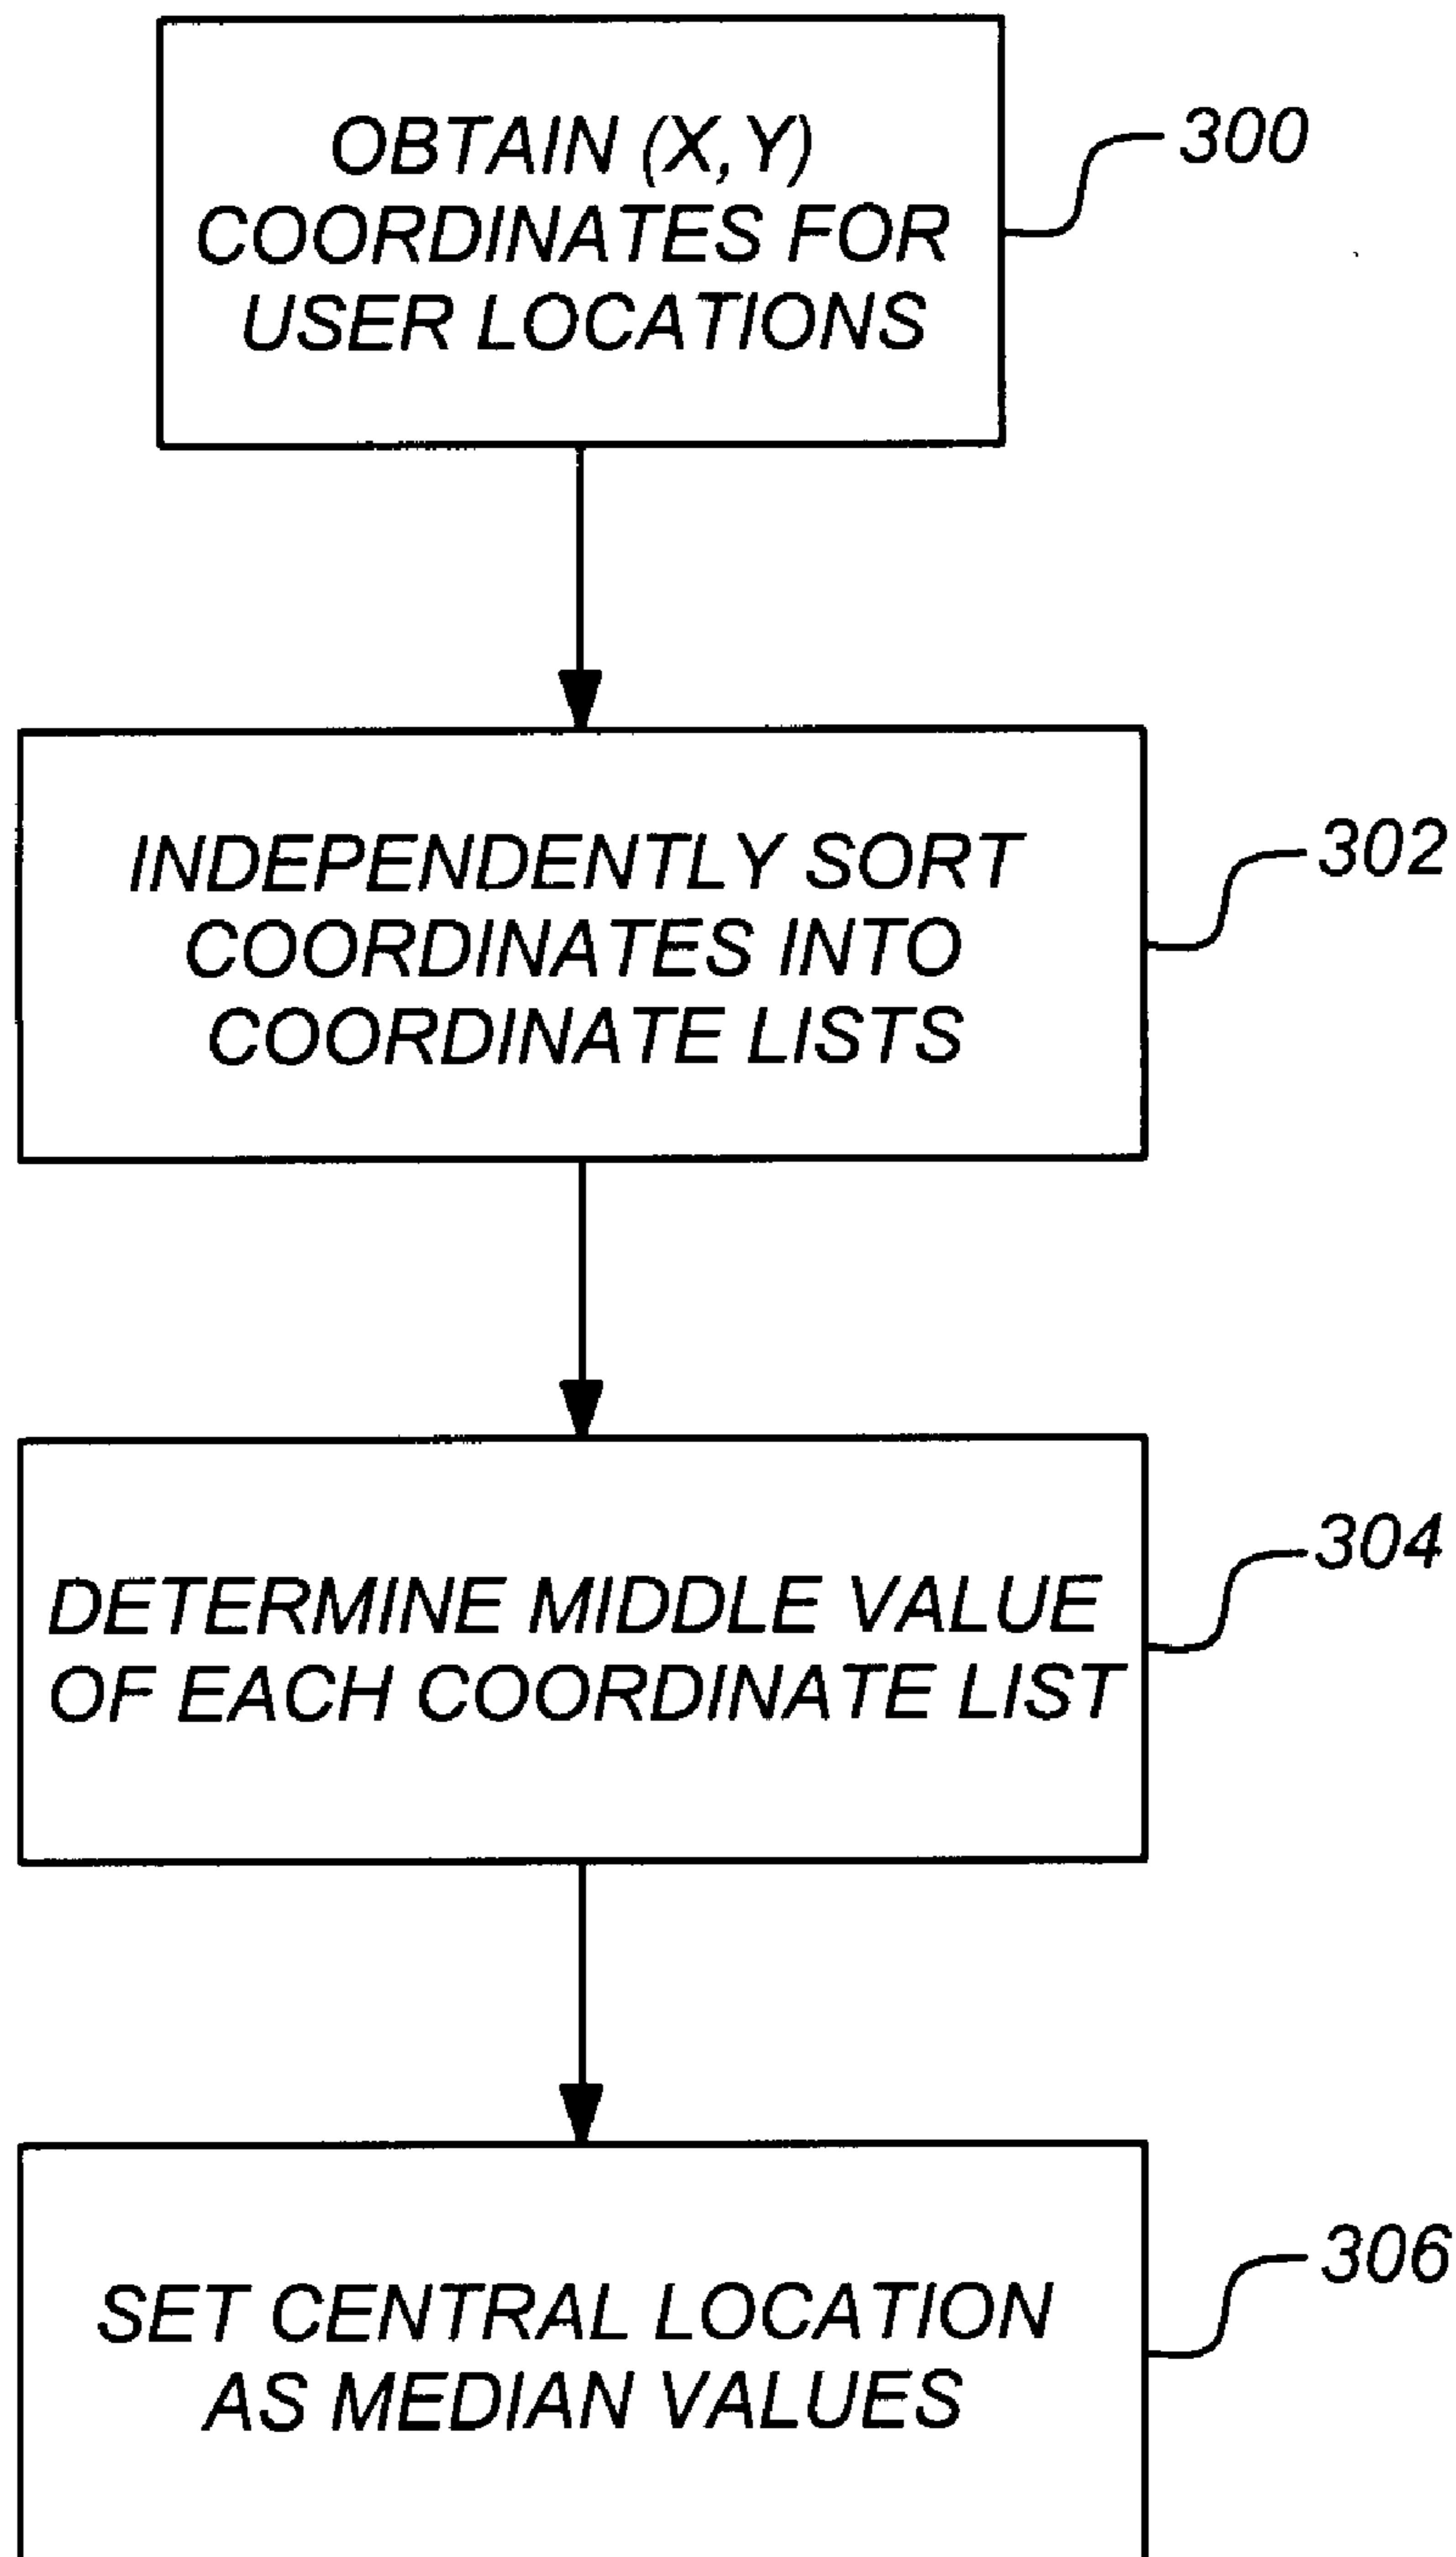 OBTAIN (X,Y)
COORDINATES FOR
USER LOCATIONS
300
INDEPENDENTLY SORT
COORDINATES INTO
COORDINATE LISTS
302
DETERMINE MIDDLE VALUE
OF EACH COORDINATE LIST
304
SET CENTRAL LOCATION
AS MEDIAN VALUES
306